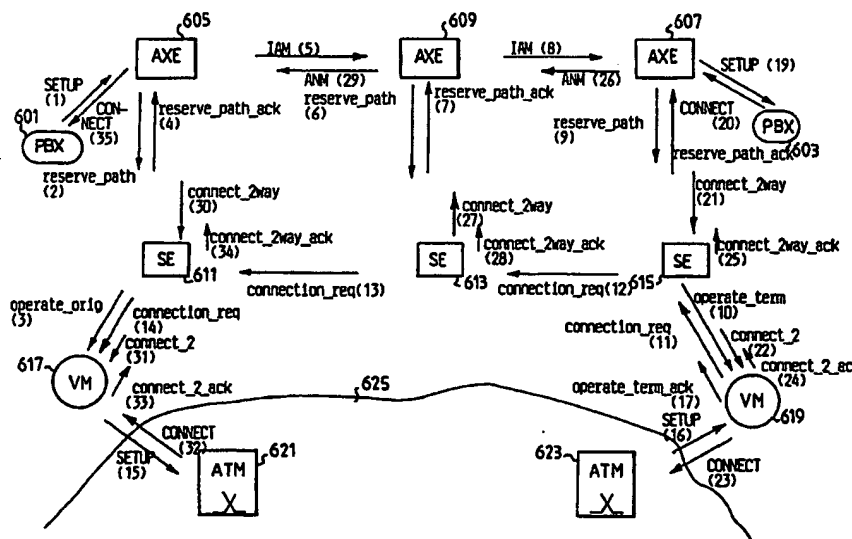 605
609
607
AXE
IAM (5)
AXE
IAM (8)
AXE
SETUP
(1)
ANM (29)
ANM (26)
SETUP (19)
601
CON-
NECT
(35)
reserve_path_ack
(4)
reserve_path
(6)
reserve_path_ack
(7)
reserve_path
(9)
CONNECT
(20)
PBX
PBX
603
reserve_path
(2)
reserve_path_ack
connect_2way
(30)
connect_2way
(27)
connect_2way
(21)
connect_2way_ack
(34)
connect_2way_ack
(28)
connect_2way_ack
(25)
SE
611
SE
613
615
SE
connection_req(13)
connection_req(12)
operate_orig
(3)
connection_req
(14)
operate_term
(10)
connect_2
(31)
connection_req
(11)
connect_2
(22)
617
VM
connect_2_ack
(33)
625
operate_term_ack
(17)
connect_2_ac
(24)
VM
619
CONNECT
(32)
SETUP
(15)
621
ATM
X
623
ATM
X
SETUP
(16)
CONNECT
(23)